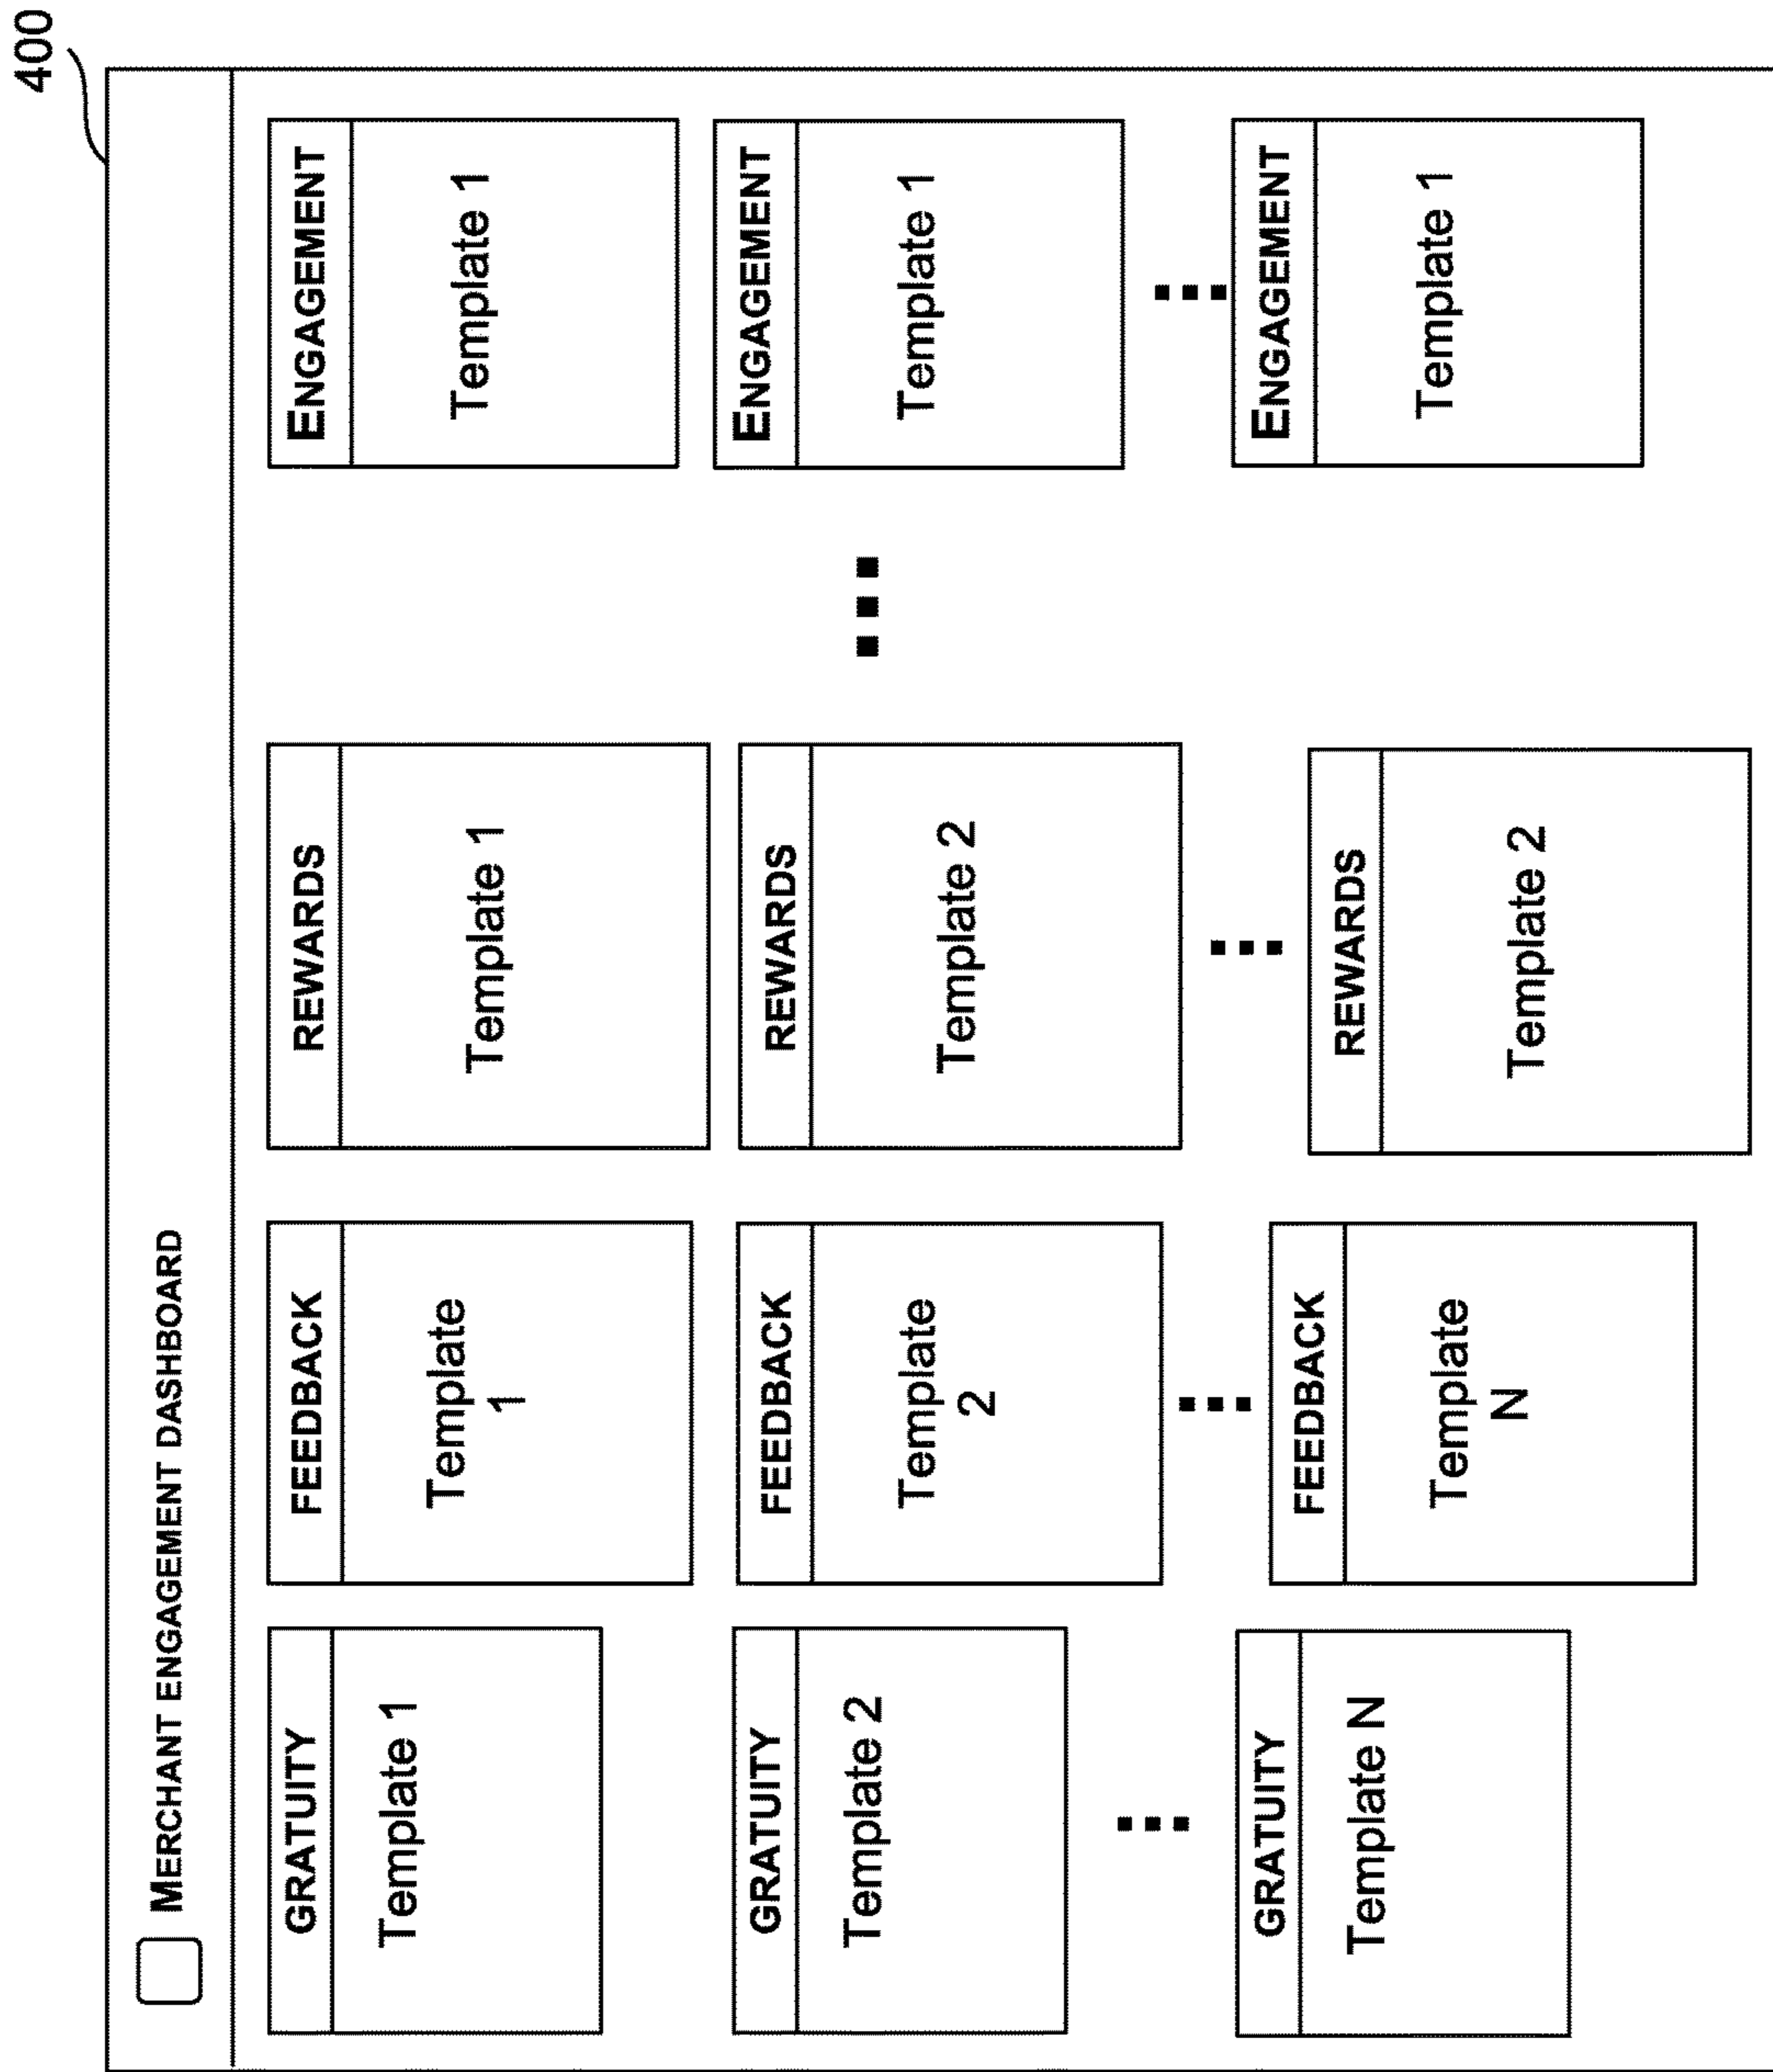 400
MERCHANT ENGAGEMENT DASHBOARD
GRATUITY
Template 1
FEEDBACK
Template
1
REWARDS
Template 1
ENGAGEMENT
Template 1
GRATUITY
Template 2
FEEDBACK
Template
2
REWARDS
Template 2
ENGAGEMENT
Template 1
GRATUITY
Template N
FEEDBACK
Template
N
REWARDS
Template 2
ENGAGEMENT
Template 1